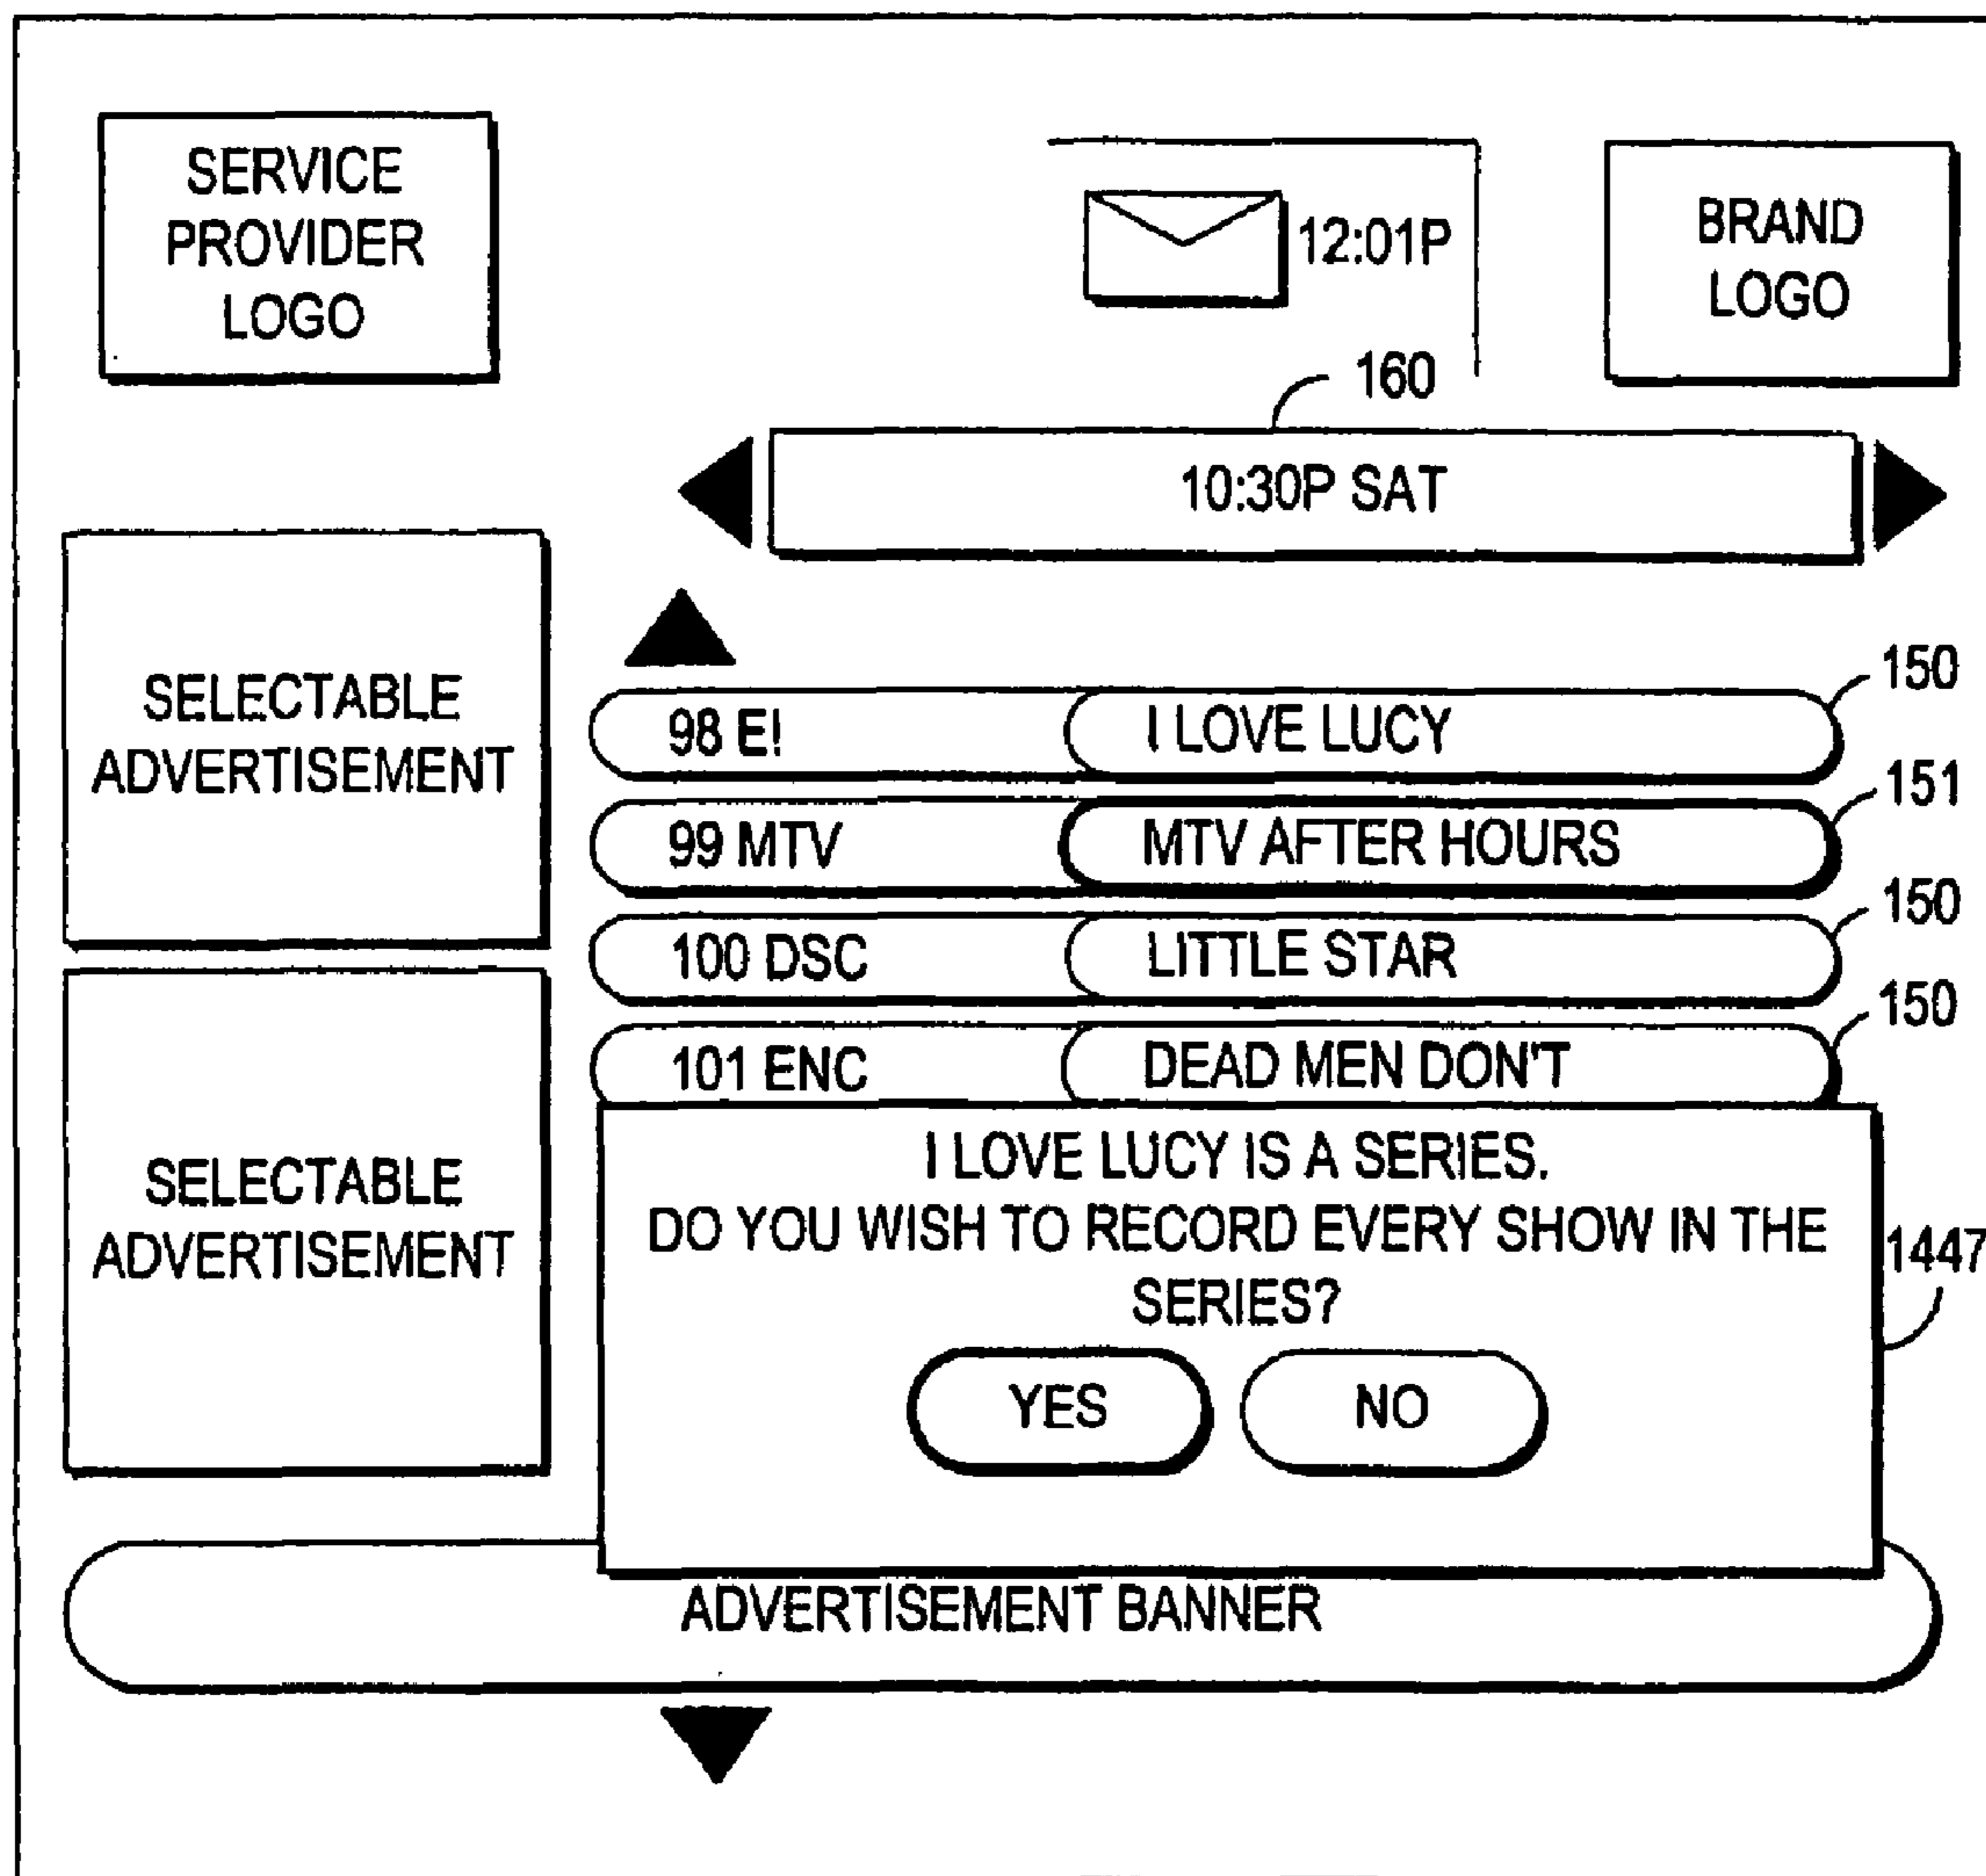 SERVICE
PROVIDER
LOGO
12:01P
BRAND
LOGO
160
10:30P SAT
SELECTABLE
ADVERTISEMENT
150
98 E! I LOVE LUCY
151
99 MTV MTV AFTER HOURS
150
100 DSC LITTLE STAR
150
101 ENC DEAD MEN DON'T
SELECTABLE
ADVERTISEMENT
I LOVE LUCY IS A SERIES.
DO YOU WISH TO RECORD EVERY SHOW IN THE
SERIES?
1447
YES NO
ADVERTISEMENT BANNER